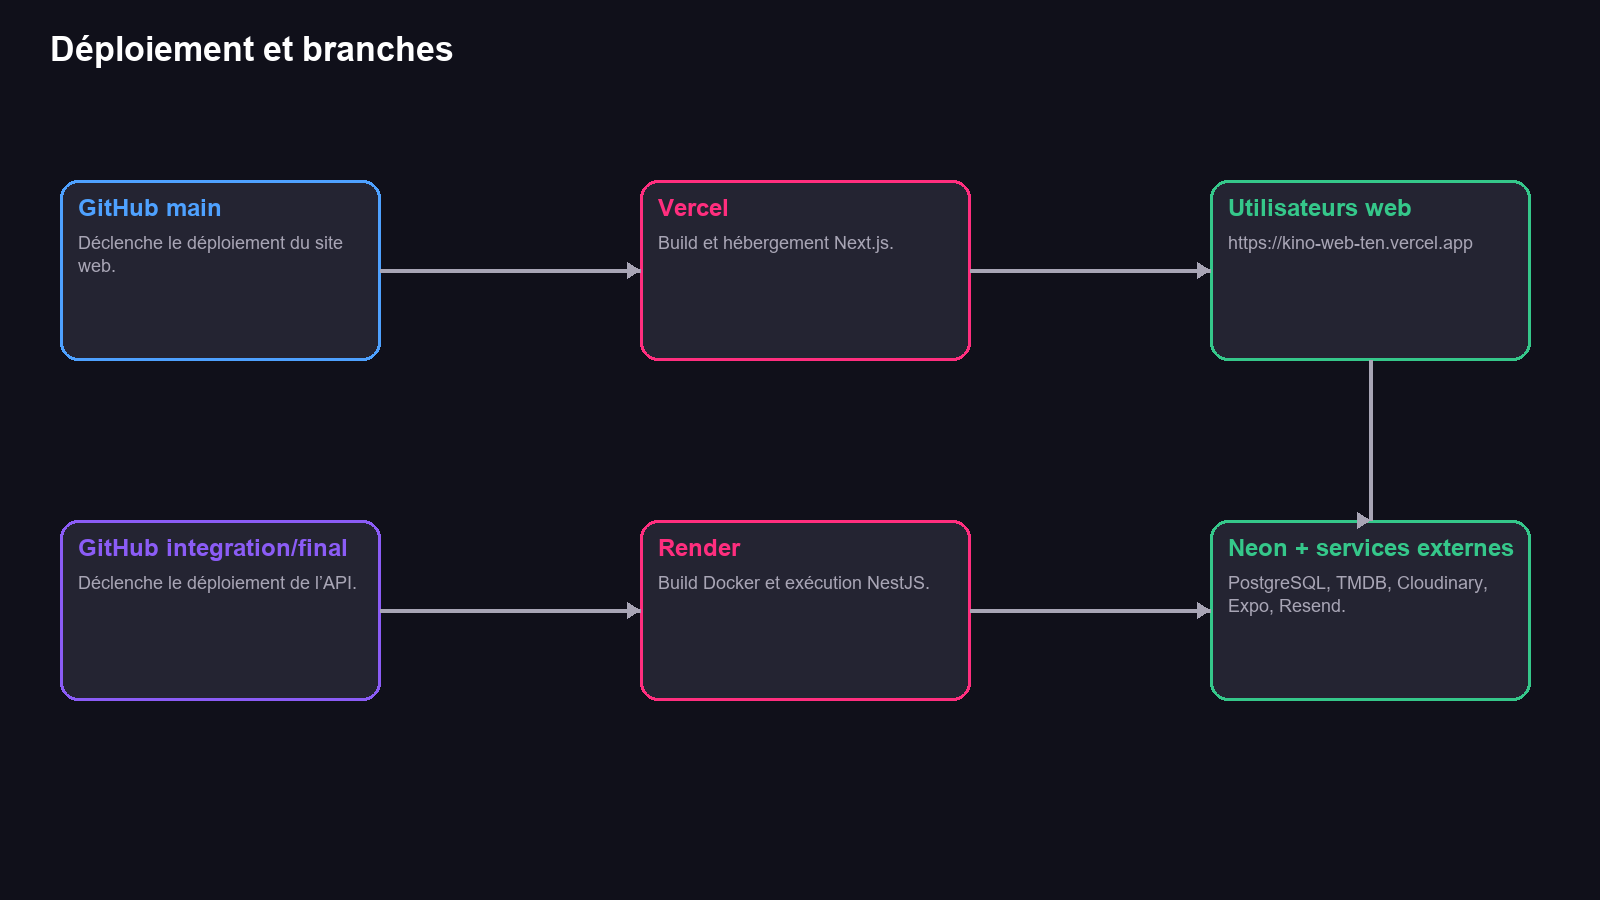 Déploiement et branches
GitHub main
Déclenche le déploiement du site
web.
Vercel
Build et hébergement Next.js.
Utilisateurs web
https://kino-web-ten.vercel.app
GitHub integration/final
Déclenche le déploiement de l’API.
Render
Build Docker et exécution NestJS.
Neon + services externes
PostgreSQL, TMDB, Cloudinary,
Expo, Resend.